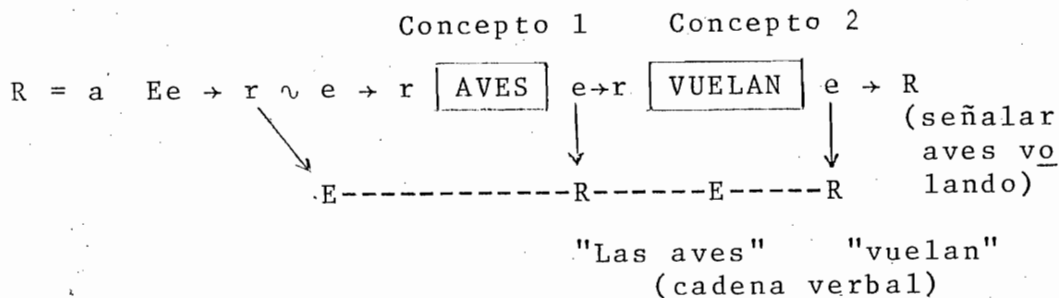 Concepto 1 Concepto 2
R = a Ee → r ~ e → r AVES e→r VUELAN e → R
(señalar
aves vo
lando)
E------------R------E-----R
"Las aves" "vuelan"
(cadena verbal)